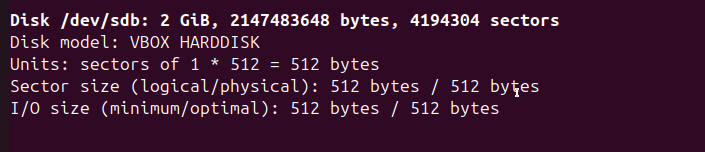 Disk /dev/sdb: 2 GiB, 2147483648 bytes, 4194304 sectors
Disk model: VBOX HARDDISK
Units: sectors of 1 * 512 = 512 bytes
Sector size (logical/physical): 512 bytes / 512 bytes
I/O size (minimum/optimal): 512 bytes / 512 bytes